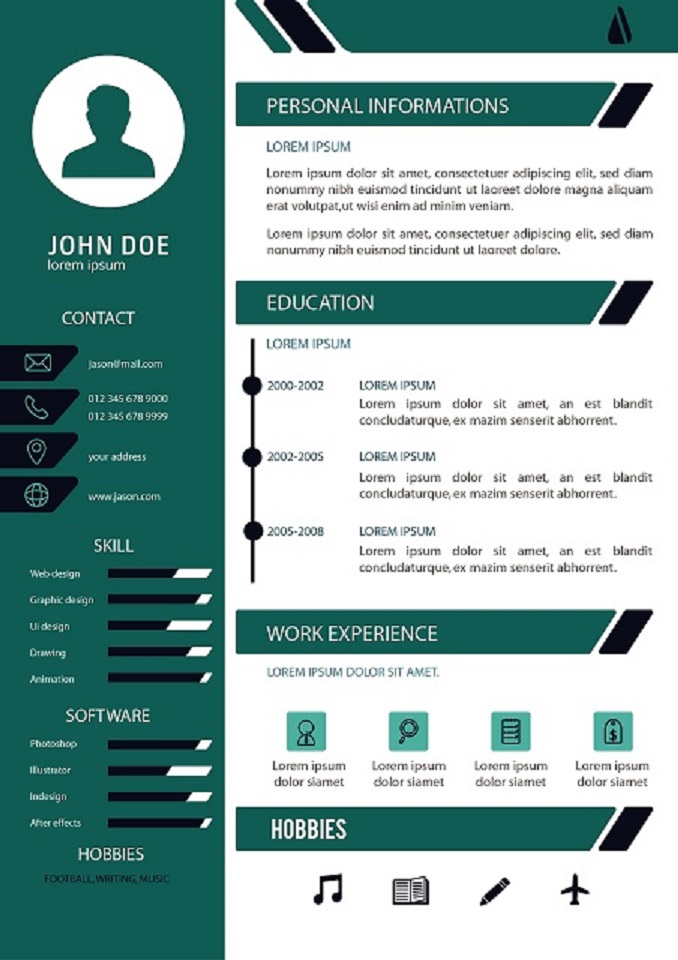 JOHN DOE
lorem ipsum
CONTACT
jason@mail.com
012 345 678 9000
012 345 678 9999
your address
www.jason.com
SKILL
Web design
Graphic design
Ui design
Drawing
Animation
SOFTWARE
Photoshop
Illustrator
Indesign
After effects
HOBBIES
FOOTBALL, WRITING, MUSIC
PERSONAL INFORMATIONS
LOREM IPSUM
Lorem ipsum dolor sit amet, consectetuer adipiscing elit, sed diam
nonummy nibh euismod tincidunt ut laoreet dolore magna aliquam
erat volutpat,ut wisi enim ad minim veniam.
Lorem ipsum dolor sit amet, consectetuer adipiscing elit, sed diam
nonummy nibh euismod tincidunt ut laoreet dolore.
EDUCATION
LOREM IPSUM
2000-2002 LOREM IPSUM
Lorem ipsum dolor sit amet, an est blandit
concludaturque, ex mazim senserit abhorrent.
2002-2005 LOREM IPSUM
Lorem ipsum dolor sit amet, an est blandit
concludaturque, ex mazim senserit abhorrent.
2005-2008 LOREM IPSUM
Lorem ipsum dolor sit amet, an est blandit
concludaturque, ex mazim senserit abhorrent.
WORK EXPERIENCE
LOREM IPSUM DOLOR SIT AMET.
Lorem ipsum
dolor siamet
Lorem ipsum
dolor siamet
Lorem ipsum
dolor siamet
Lorem ipsum
dolor siamet
HOBBIES